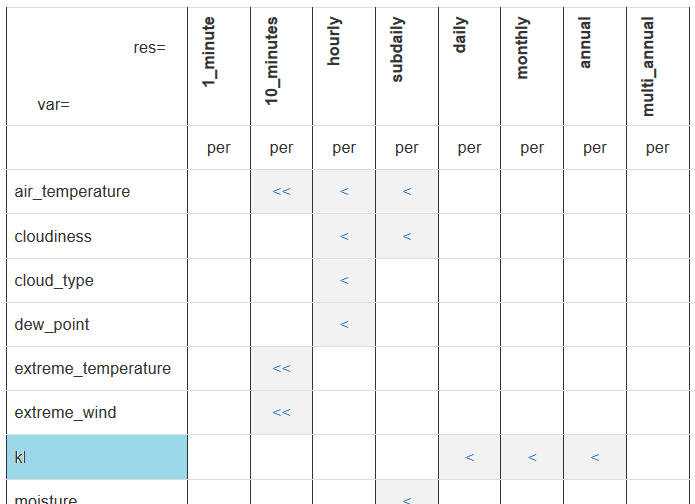 res=
var=
1_minute 10_minutes hourly subdaily daily monthly annual multi_annual
per per per per per per per per
air_temperature << < <
cloudiness < <
cloud_type <
dew_point <
extreme_temperature <<
extreme_wind <<
kl < < <
moisture <